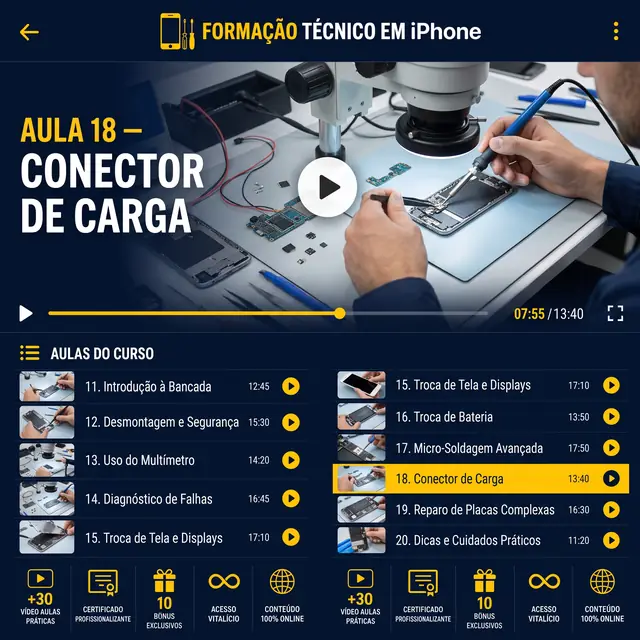 FORMAÇÃO TÉCNICO EM iPhone
AULA 18 –
CONECTOR
DE CARGA
07:55 / 13:40
AULAS DO CURSO
11. Introdução à Bancada 12:45
12. Desmontagem e Segurança 15:30
13. Uso do Multímetro 14:20
14. Diagnóstico de Falhas 16:45
15. Troca de Tela e Displays 17:10
15. Troca de Tela e Displays 17:10
16. Troca de Bateria 13:50
17. Micro-Soldagem Avançada 17:50
18. Conector de Carga 13:40
19. Reparo de Placas Complexas 16:30
20. Dicas e Cuidados Práticos 11:20
+30
VÍDEO AULAS
PRÁTICAS
CERTIFICADO
PROFISSIONALIZANTE
10
BÔNUS
EXCLUSIVOS
ACESSO
VITALÍCIO
CONTEÚDO
100% ONLINE
+30
VÍDEO AULAS
PRÁTICAS
CERTIFICADO
PROFISSIONALIZANTE
10
BÔNUS
EXCLUSIVOS
ACESSO
VITALÍCIO
CONTEÚDO
100% ONLINE